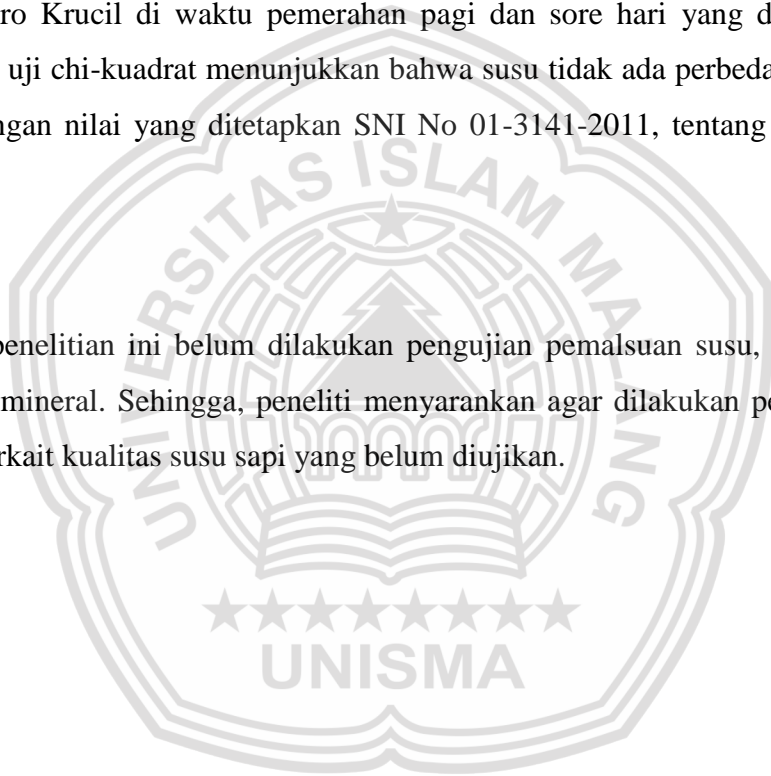 ro Krucil di waktu pemerahan pagi dan sore hari yang d
uji chi-kuadrat menunjukkan bahwa susu tidak ada perbeda
ngan nilai yang ditetapkan SNI No 01-3141-2011, tentang
UNIVERSITAS ISLAM MALANG
penelitian ini belum dilakukan pengujian pemalsuan susu,
mineral. Sehingga, peneliti menyarankan agar dilakukan pe
rkait kualitas susu sapi yang belum diujikan.
UNISMA